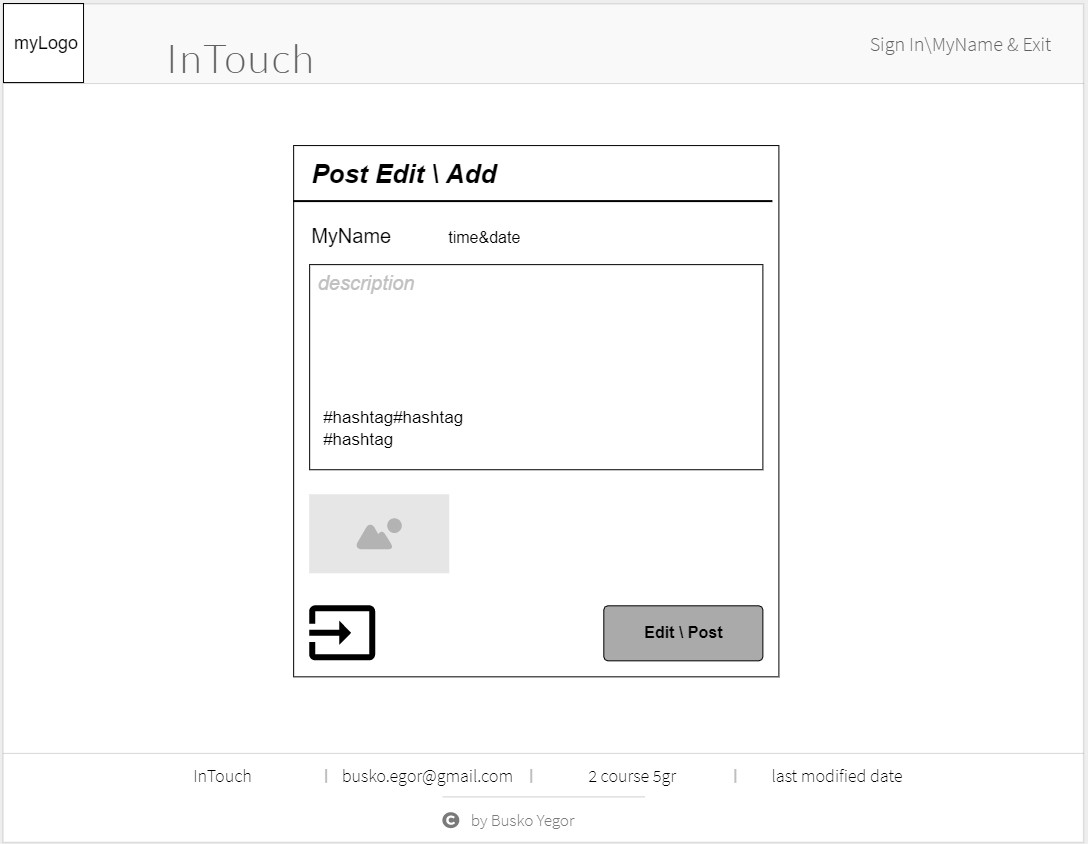 myLogo
InTouch
Sign In\MyName & Exit
Post Edit \ Add
MyName
time&date
description
#hashtag#hashtag
#hashtag
Edit \ Post
InTouch | busko.egor@gmail.com | 2 course 5gr | last modified date
C by Busko Yegor